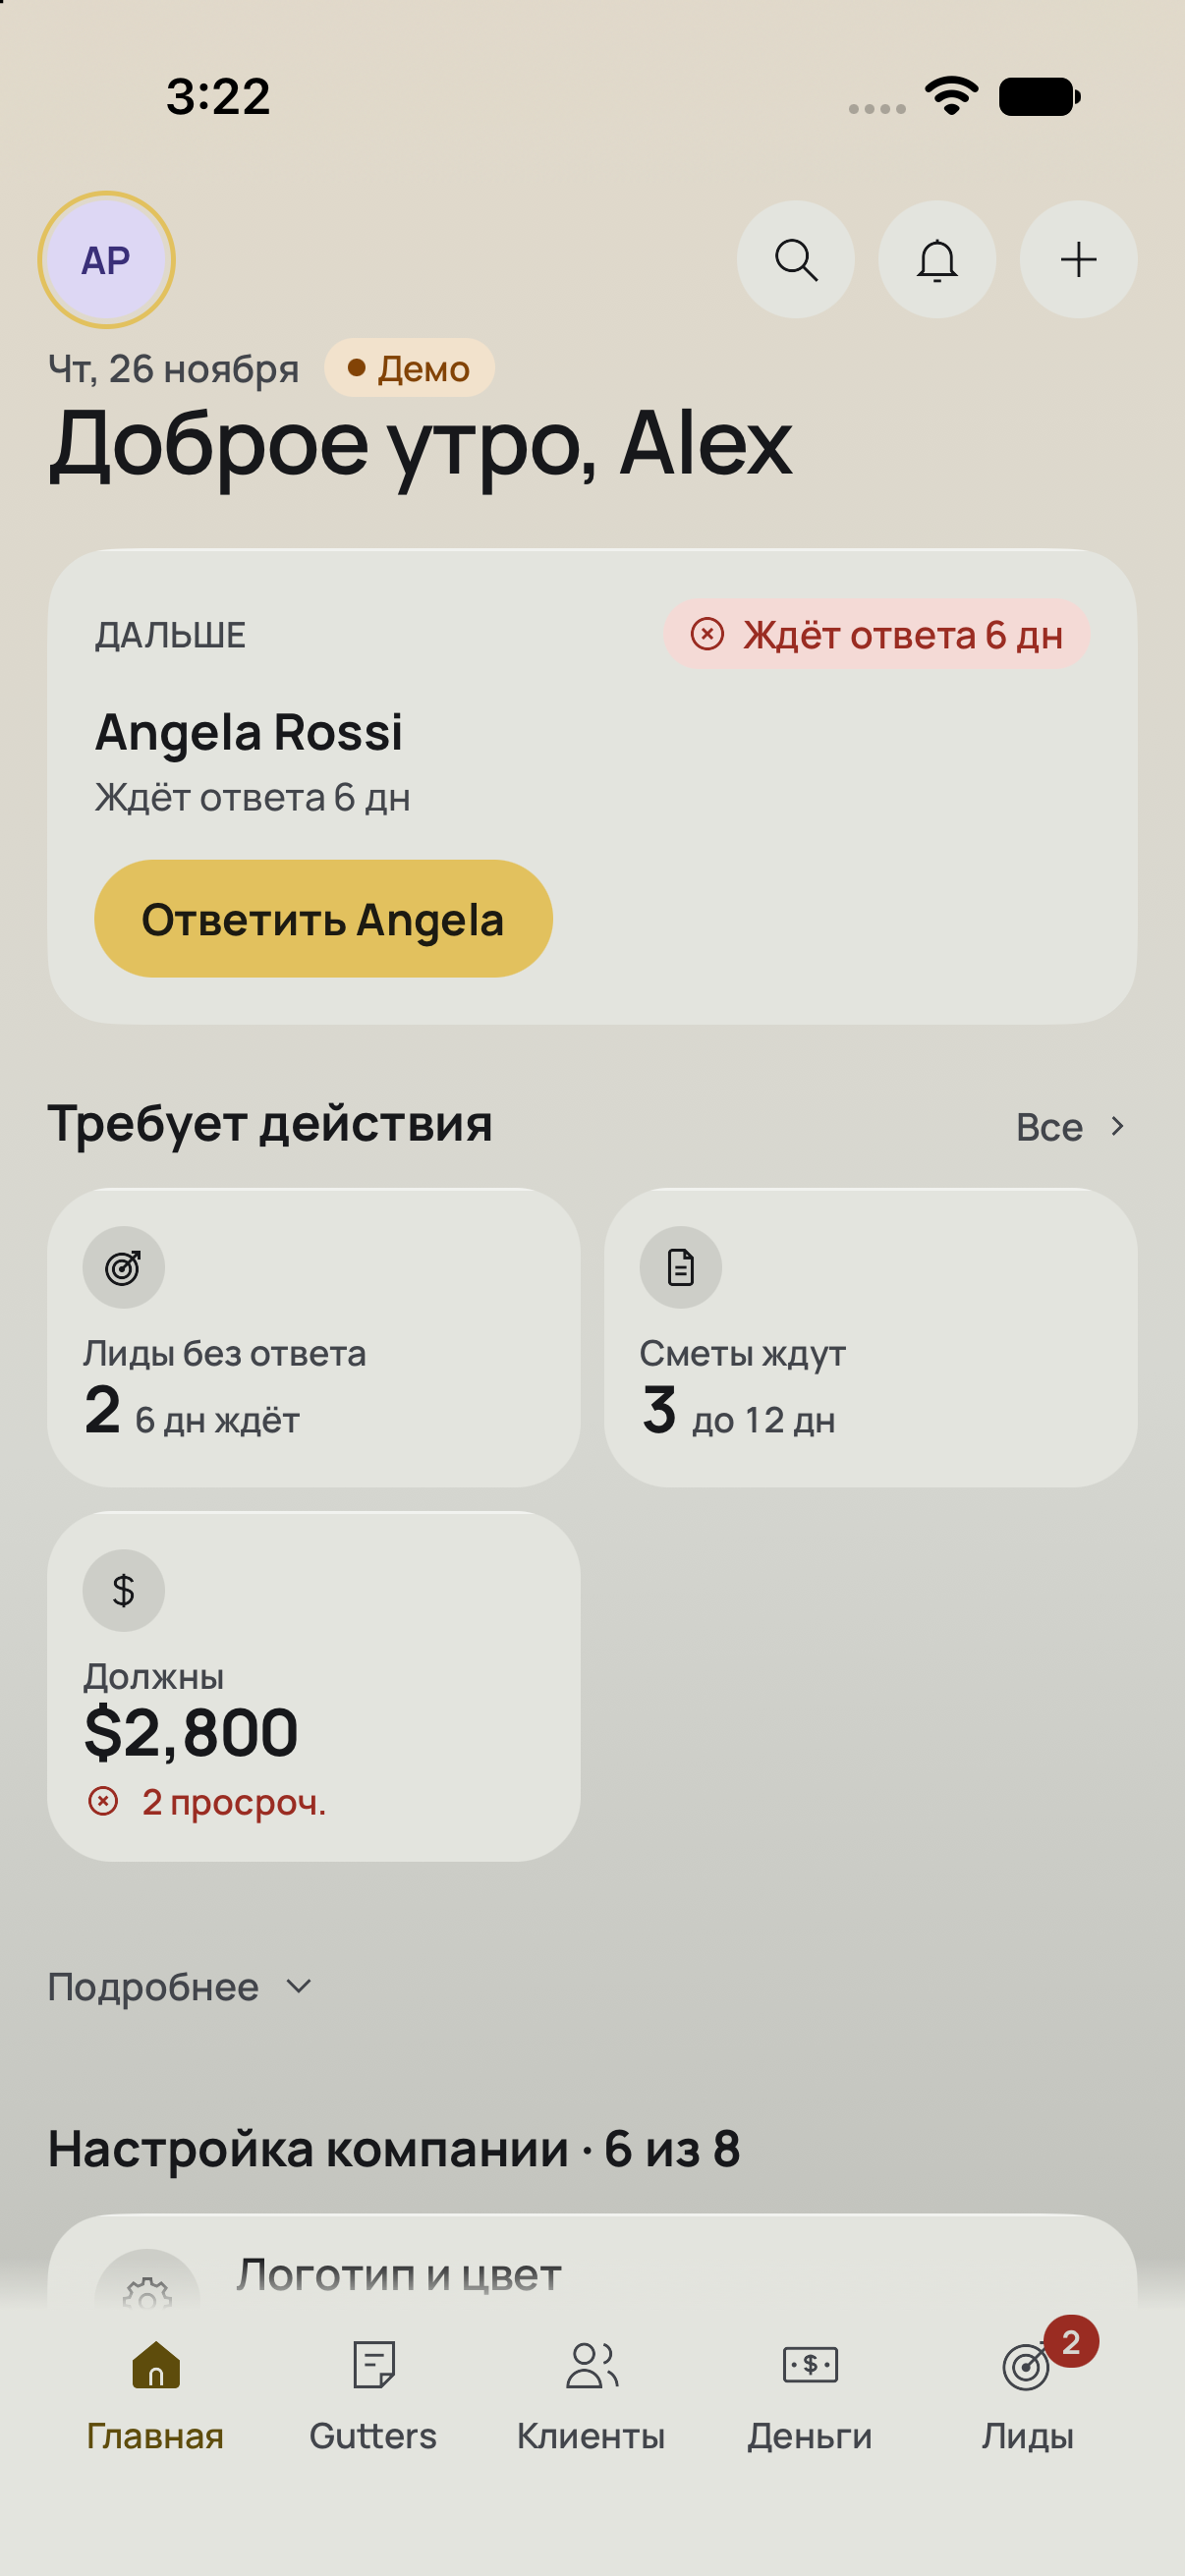 3:22
AP
Чт, 26 ноября
Демо
Доброе утро, Alex
ДАЛЬШЕ
Ждёт ответа 6 дн
Angela Rossi
Ждёт ответа 6 дн
Ответить Angela
Требует действия
Все
Лиды без ответа
2 6 дн ждёт
Сметы ждут
3 до 12 дн
$
Должны
$2,800
2 просроч.
Подробнее
Настройка компании · 6 из 8
Логотип и цвет
2
Главная
Gutters
Клиенты
Деньги
Лиды